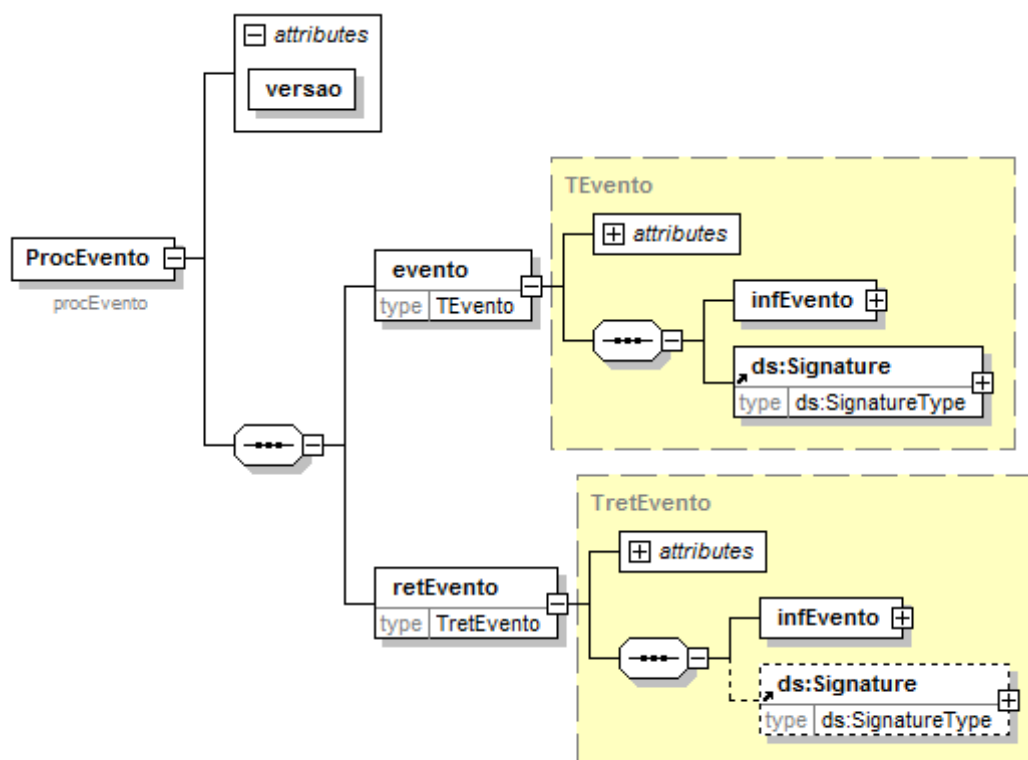 attributes
versao
ProcEvento
procEvento
TEvento
attributes
evento
type TEvento
infEvento
ds:Signature
type ds:SignatureType
TretEvento
attributes
retEvento
type TretEvento
infEvento
ds:Signature
type ds:SignatureType